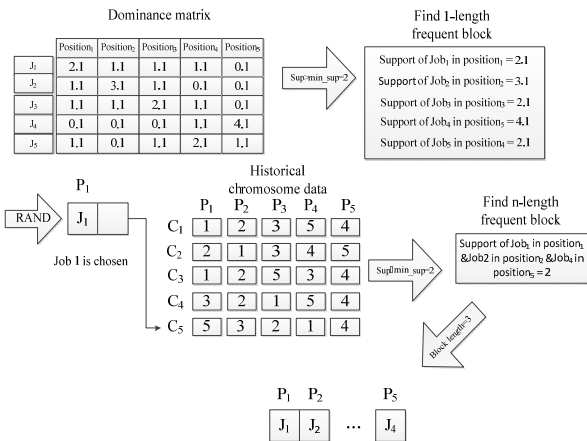 Dominance matrix
Position1 Position2 Position3 Position4 Position5
J1 2.1 1.1 1.1 1.1 0.1
J2 1.1 3.1 1.1 0.1 0.1
J3 1.1 1.1 2.1 1.1 0.1
J4 0.1 0.1 0.1 1.1 4.1
J5 1.1 0.1 1.1 2.1 1.1
Find 1-length
frequent block
Support of Job1 in position1 = 2.1
Support of Job2 in position2 = 3.1
Support of Job3 in position3 = 2.1
Support of Job4 in position5 = 4.1
Support of Job5 in position4 = 2.1
RAND
P1
J1
Job 1 is chosen
Historical
chromosome data
P1 P2 P3 P4 P5
C1 1 2 3 5 4
C2 2 1 3 4 5
C3 1 2 5 3 4
C4 3 2 1 5 4
C5 5 3 2 1 4
Find n-length
frequent block
Support of Job1 in position1
&Job2 in position2 &Job4 in
position5 = 2
Block length=3
P1 P2 P5
J1 J2 ... J4